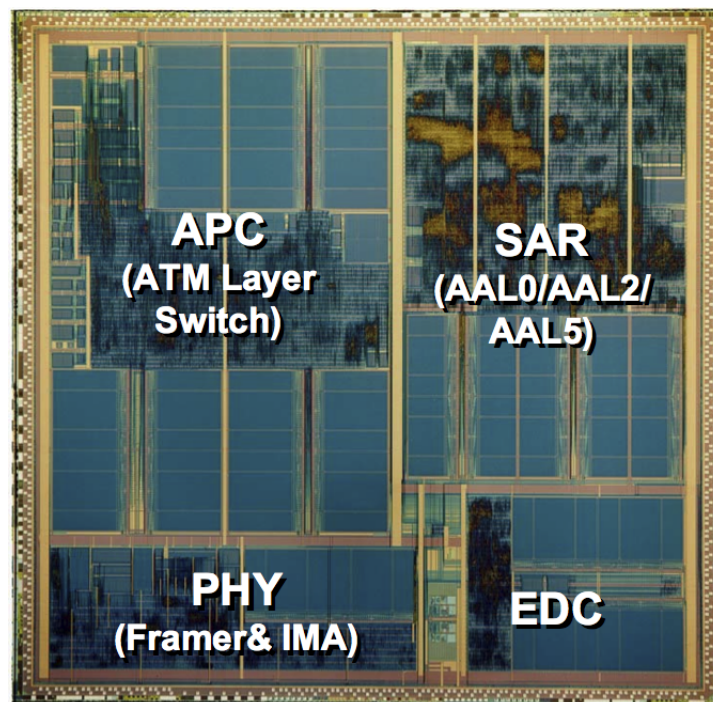 APC
(ATM Layer
Switch)
SAR
(AAL0/AAL2/
AAL5)
PHY
(Framer& IMA)
EDC